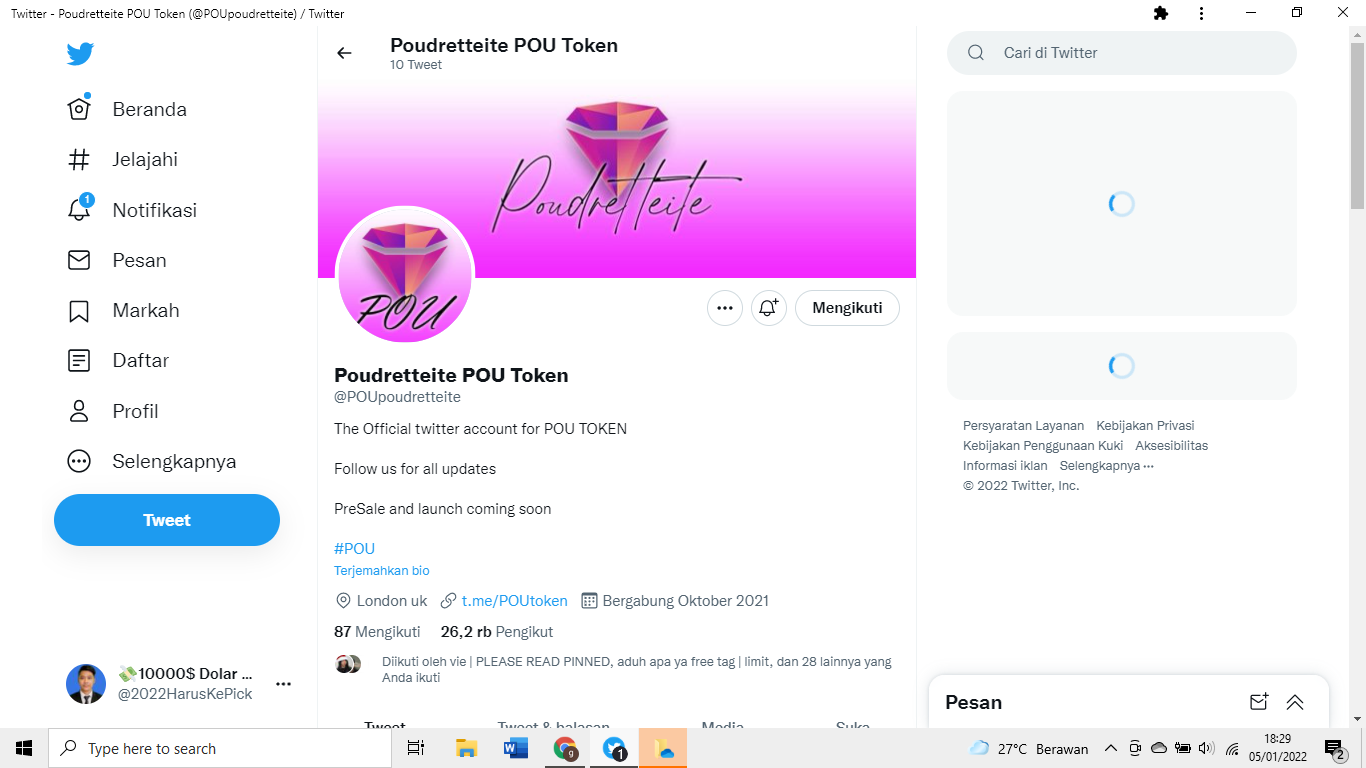 Twitter - Poudretteite POU Token (@POUpoudretteite) / Twitter
Beranda
Jelajahi
1
Notifikasi
Pesan
Markah
Daftar
Profil
Selengkapnya
Tweet
💸10000$ Dolar ...
@2022HarusKePick
Poudretteite POU Token
10 Tweet
Poudretteite
POU
Mengikuti
Poudretteite POU Token
@POUpoudretteite
The Official twitter account for POU TOKEN
Follow us for all updates
PreSale and launch coming soon
#POU
Terjemahkan bio
London uk t.me/POUtoken Bergabung Oktober 2021
87 Mengikuti 26,2 rb Pengikut
Diikuti oleh vie | PLEASE READ PINNED, aduh apa ya free tag | limit, dan 28 lainnya yang
Anda ikuti
Tweet Tweet & balasan Media Suka
Cari di Twitter
Persyaratan Layanan Kebijakan Privasi
Kebijakan Penggunaan Kuki Aksesibilitas
Informasi iklan Selengkapnya ···
© 2022 Twitter, Inc.
Pesan
Type here to search
g
1
27°C Berawan
18:29
05/01/2022
2